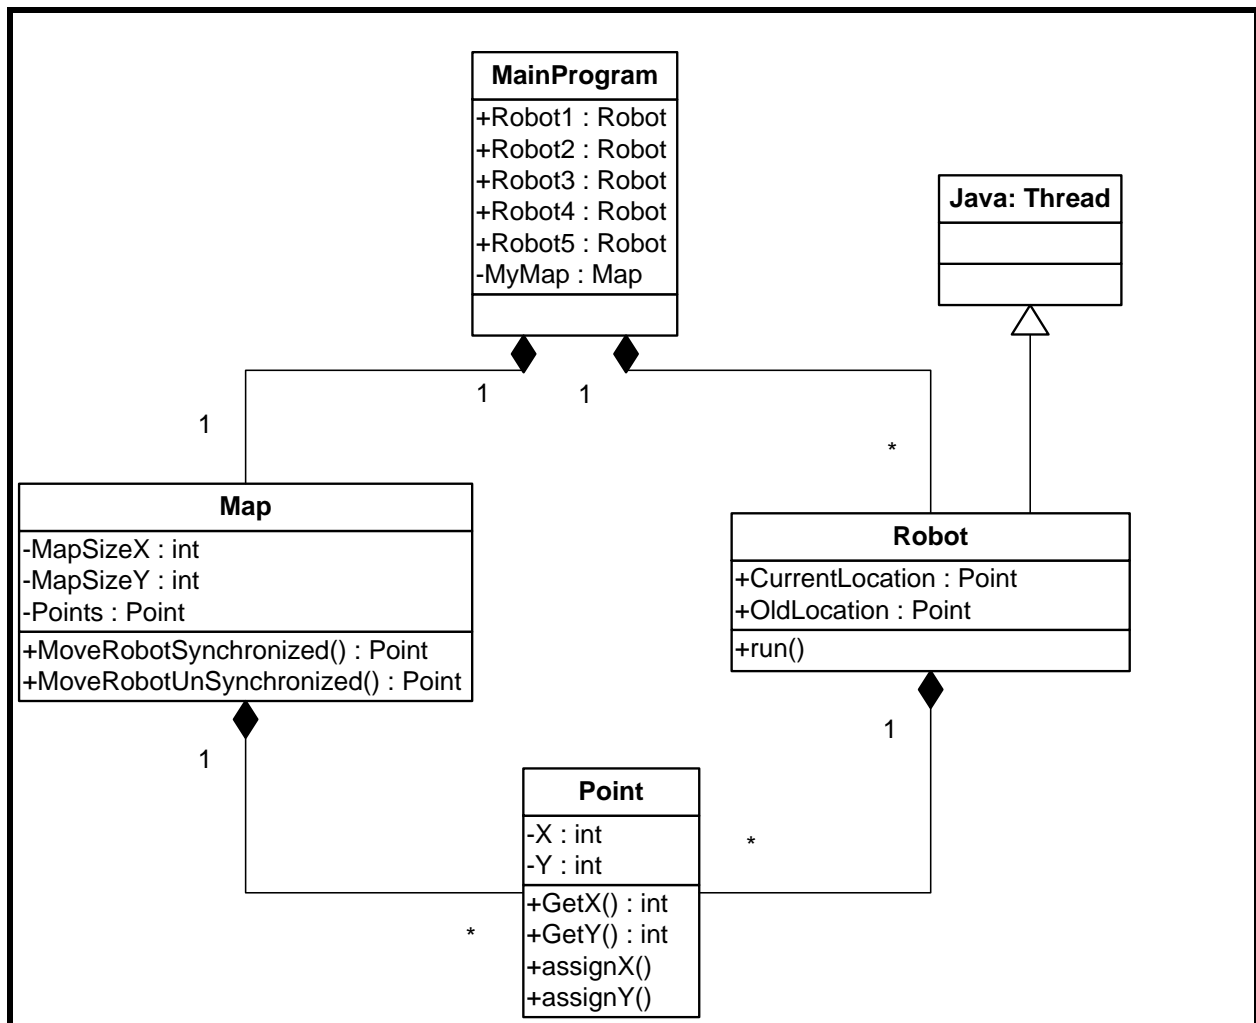 MainProgram
+Robot1 : Robot
+Robot2 : Robot
+Robot3 : Robot
+Robot4 : Robot
+Robot5 : Robot
-MyMap : Map
Java: Thread
1
1
1
*
Map
-MapSizeX : int
-MapSizeY : int
-Points : Point
+MoveRobotSynchronized() : Point
+MoveRobotUnSynchronized() : Point
Robot
+CurrentLocation : Point
+OldLocation : Point
+run()
1
1
Point
-X : int
-Y : int
+GetX() : int
+GetY() : int
+assignX()
+assignY()
*
*